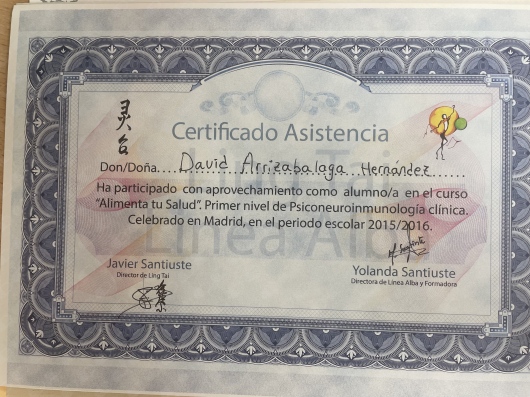 灵
台
Certificado Asistencia
Don/Doña....David Arrizabalaga Hernández......
Ha participado con aprovechamiento como alumno/a en el curso
“Alimenta tu Salud”. Primer nivel de Psiconeuroinmunología clínica.
Celebrado en Madrid, en el periodo escolar 2015/2016.
Línea Alba
Javier Santiuste
Director de Ling Tai
Yolanda Santiuste
Directora de Línea Alba y Formadora